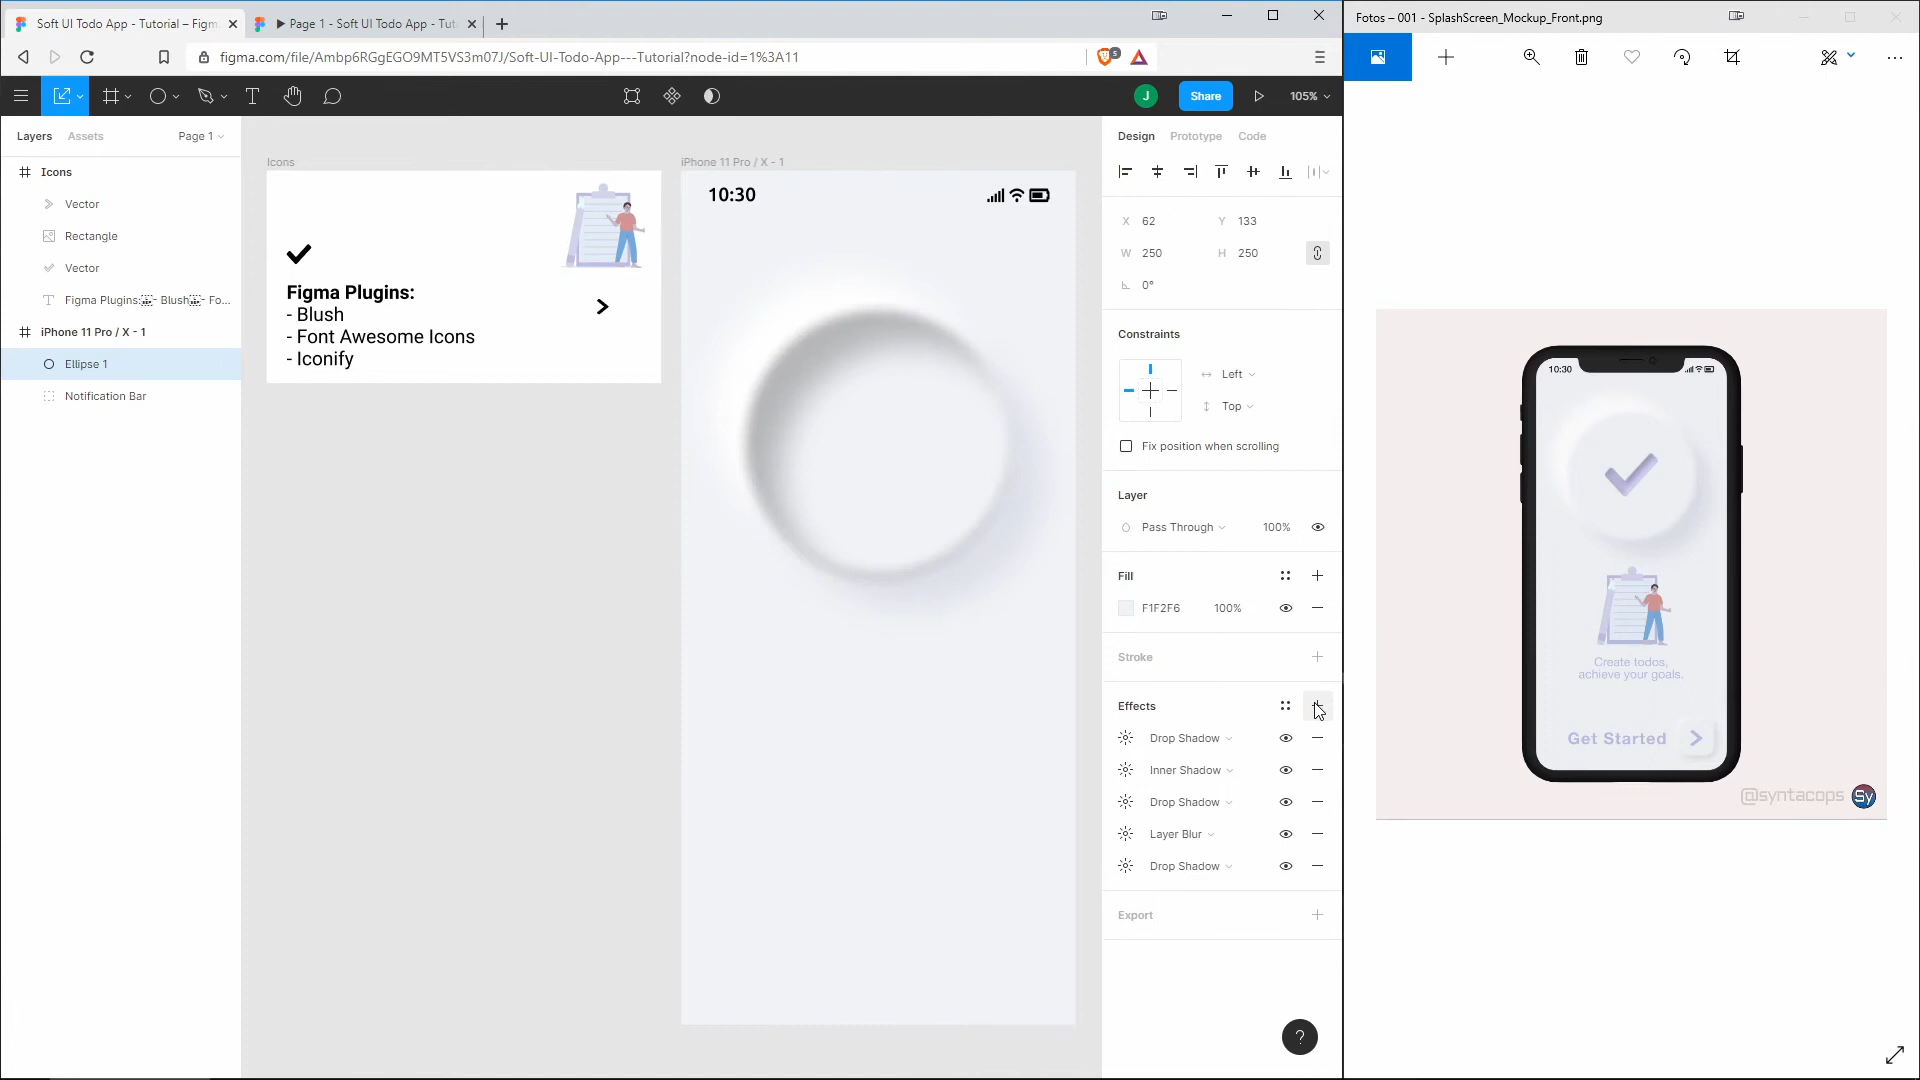 Soft UI Todo App - Tutorial – Figm
Page 1 - Soft UI Todo App - Tut
Fotos – 001 - SplashScreen_Mockup_Front.png
figma.com/file/Ambp6RGgEGO9MT5VS3m07J/Soft-UI-Todo-App---Tutorial?node-id=1%3A11
5
J
Share
105%
Layers
Assets
Page 1
Icons
Vector
Rectangle
Vector
Figma Plugins: - Blush - Fo...
iPhone 11 Pro / X - 1
Ellipse 1
Notification Bar
Icons
Figma Plugins:
- Blush
- Font Awesome Icons
- Iconify
iPhone 11 Pro / X - 1
10:30
Design
Prototype
Code
X 62
Y 133
W 250
H 250
0°
Constraints
Left
Top
Fix position when scrolling
Layer
Pass Through
100%
Fill
F1F2F6
100%
Stroke
Effects
Drop Shadow
Inner Shadow
Drop Shadow
Layer Blur
Drop Shadow
Export
?
10:30
Create todos,
achieve your goals.
Get Started
@syntacops
Sy